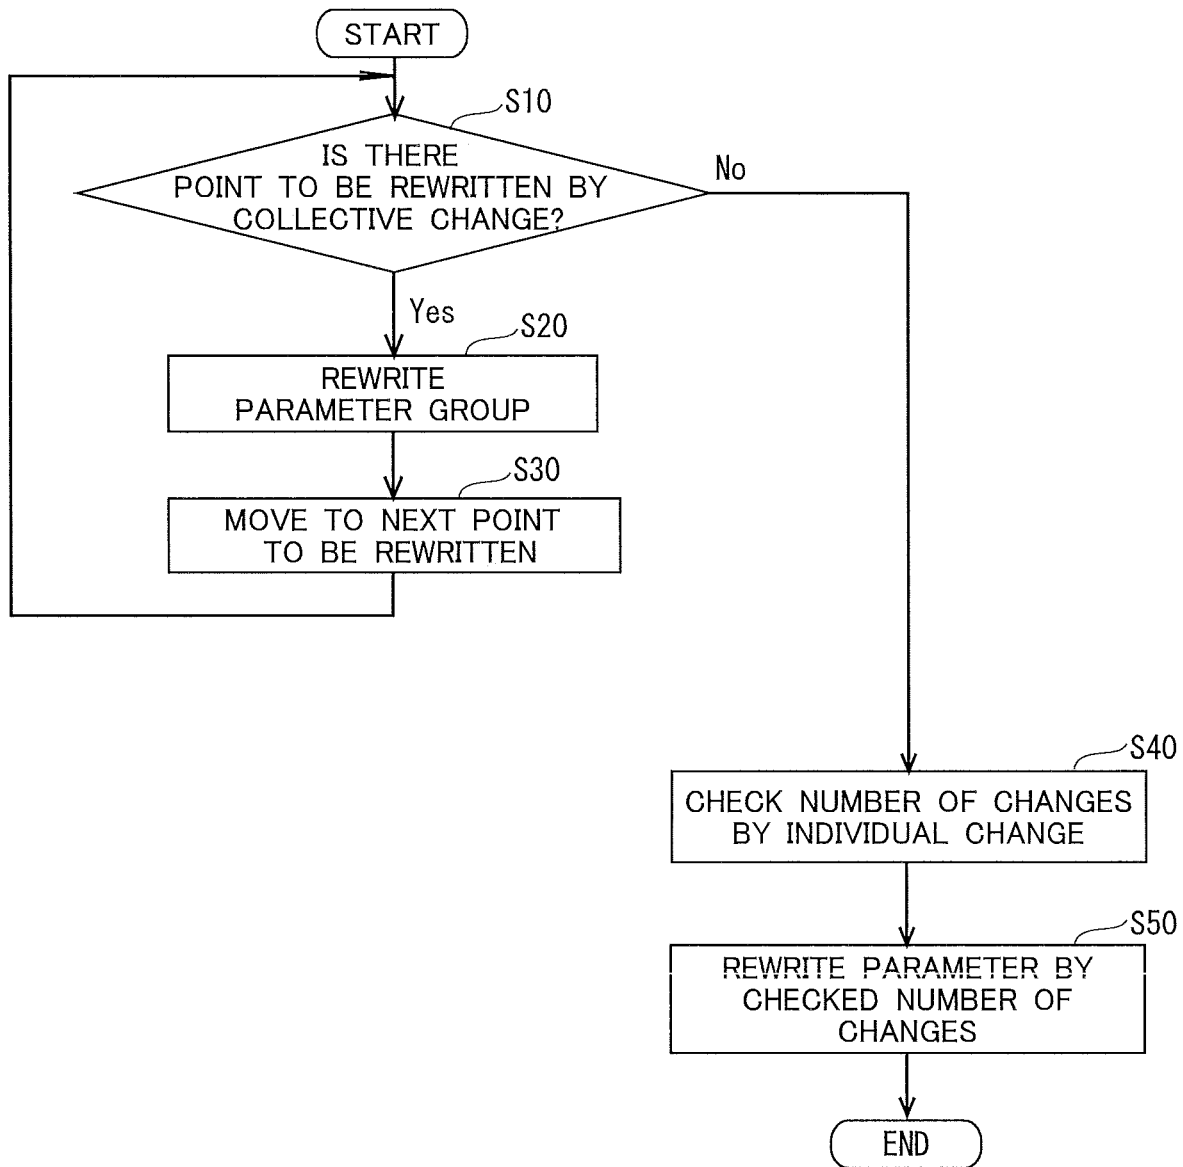 START
S10
IS THERE
POINT TO BE REWRITTEN BY
COLLECTIVE CHANGE?
No
Yes
S20
REWRITE
PARAMETER GROUP
S30
MOVE TO NEXT POINT
TO BE REWRITTEN
S40
CHECK NUMBER OF CHANGES
BY INDIVIDUAL CHANGE
S50
REWRITE PARAMETER BY
CHECKED NUMBER OF
CHANGES
END